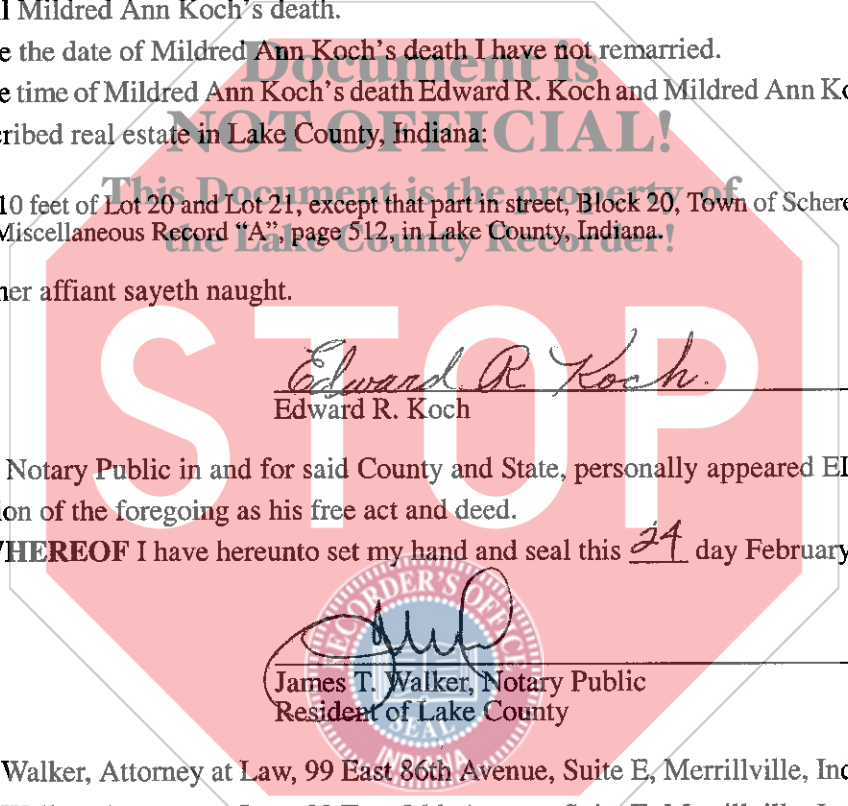 Mildred Ann Koch's death.
the date of Mildred Ann Koch's death I have not remarried.
Document is
time of Mildred Ann Koch's death Edward R. Koch and Mildred Ann
real estate in Lake County, Indiana:
NOT OFFICIAL!
This Document is the property of
10 feet of Lot 20 and Lot 21, except that part in street, Block 20, Town of
Miscellaneous Record "A", page 512, in Lake County, Indiana.
the Lake County Recorder!
affiant sayeth naught.
STOP
Edward R. Koch.
Edward R. Koch
Notary Public in and for said County and State, personally appeared
of the foregoing as his free act and deed.
WHEREOF I have hereunto set my hand and seal this 24 day February
RECORDER'S OFFICE
James T. Walker, Notary Public
Resident of Lake County
SEAL
INDIANA
Walker, Attorney at Law, 99 East 86th Avenue, Suite E, Merrillville,